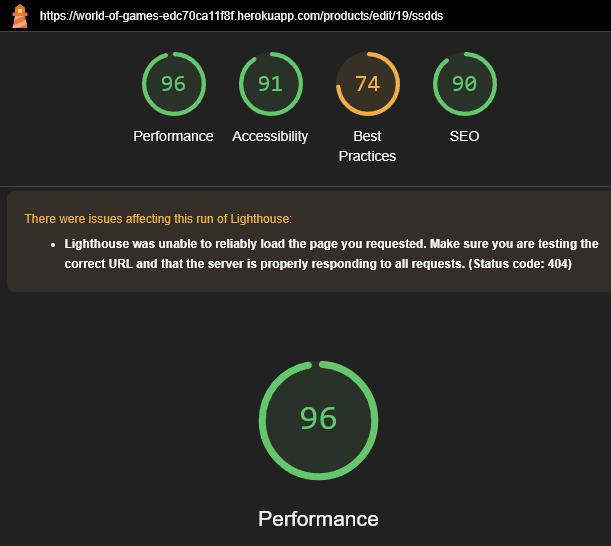 https://world-of-games-edc70ca11f8f.herokuapp.com/products/edit/19/ssdds
96
91
74
90
Performance
Accessibility
Best
Practices
SEO
There were issues affecting this run of Lighthouse:
Lighthouse was unable to reliably load the page you requested. Make sure you are testing the
correct URL and that the server is properly responding to all requests. (Status code: 404)
96
Performance